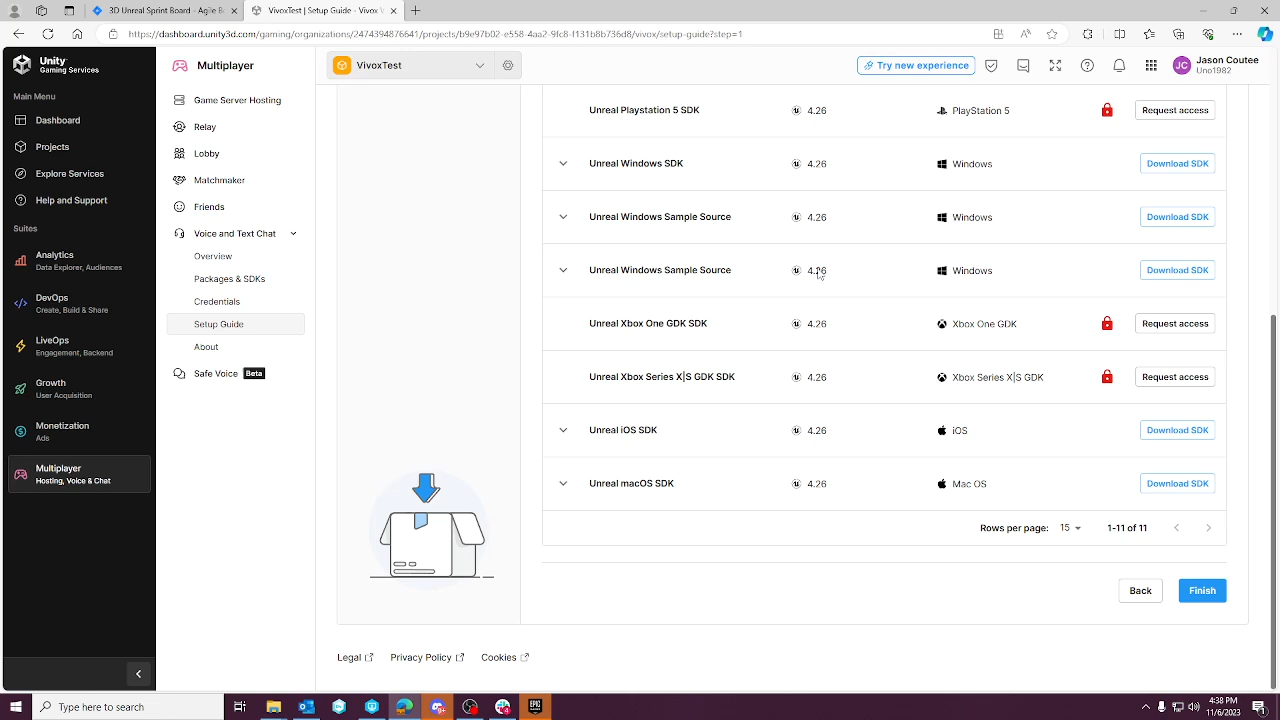 3D Unreal Sprint Board - Agile Bo
VivoxTest | Setup Guide - Vivox V
https://dashboard.unity3d.com/gaming/organizations/2474394876641/projects/b9e97b02-e558-4aa2-9f68-f1131b8b736d8/vivox/setup-guide?step=1
Unity
Gaming Services
Main Menu
Dashboard
Projects
Explore Services
Help and Support
Suites
Analytics
Data Explorer, Audiences
DevOps
Create, Build & Share
LiveOps
Engagement, Backend
Growth
User Acquisition
Monetization
Ads
Multiplayer
Hosting, Voice & Chat
Multiplayer
Game Server Hosting
Relay
Lobby
Matchmaker
Friends
Voice and Text Chat
Overview
Packages & SDKs
Credentials
Setup Guide
About
Safe Voice Beta
VivoxTest
Try new experience
JC
Jason Coutee
Uno1982
Unreal Playstation 5 SDK 4.26 PlayStation 5 Request access
Unreal Windows SDK 4.26 Windows Download SDK
Unreal Windows Sample Source 4.26 Windows Download SDK
Unreal Windows Sample Source 4.26 Windows Download SDK
Unreal Xbox One GDK SDK 4.26 Xbox One GDK Request access
Unreal Xbox Series X|S GDK SDK 4.26 Xbox Series X|S GDK Request access
Unreal iOS SDK 4.26 iOS Download SDK
Unreal macOS SDK 4.26 Mac OS Download SDK
Rows per page: 15 1-11 of 11
Back Finish
Legal Privacy Policy Cookies
Type here to search
EPIC
4:38 PM
11/6/2023